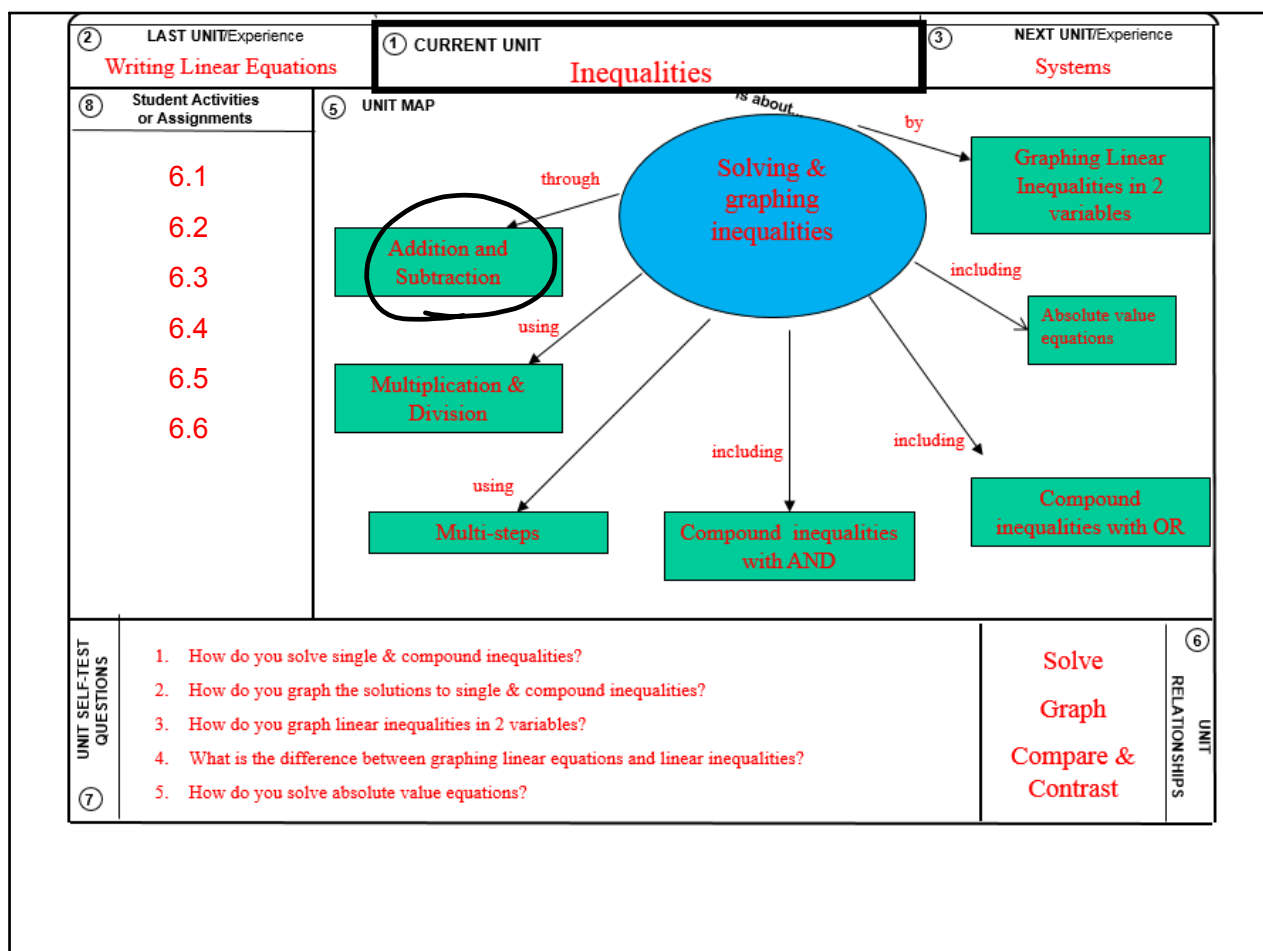 ② LAST UNIT/Experience
Writing Linear Equations
① CURRENT UNIT
Inequalities
③ NEXT UNIT/Experience
Systems
⑧ Student Activities
or Assignments
6.1
6.2
6.3
6.4
6.5
6.6
⑤ UNIT MAP
is about...
Solving &
graphing
inequalities
by
Graphing Linear
Inequalities in 2
variables
through
Addition and
Subtraction
including
Absolute value
equations
using
Multiplication &
Division
including
Compound
inequalities with OR
including
Compound inequalities
with AND
using
Multi-steps
UNIT SELF-TEST
QUESTIONS
⑦
1. How do you solve single & compound inequalities?
2. How do you graph the solutions to single & compound inequalities?
3. How do you graph linear inequalities in 2 variables?
4. What is the difference between graphing linear equations and linear inequalities?
5. How do you solve absolute value equations?
Solve
Graph
Compare &
Contrast
⑥
UNIT
RELATIONSHIPS